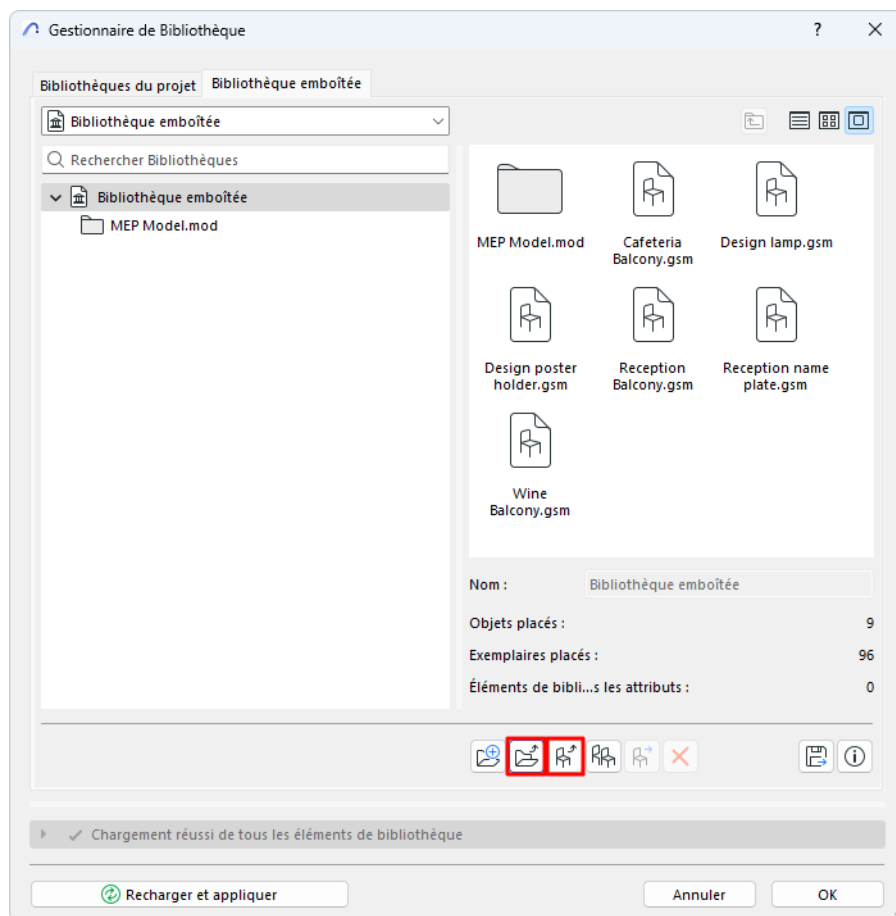 Gestionnaire de Bibliothèque
?
Bibliothèques du projet
Bibliothèque emboîtée
Bibliothèque emboîtée
Rechercher Bibliothèques
Bibliothèque emboîtée
MEP Model.mod
MEP Model.mod
Cafeteria
Balcony.gsm
Design lamp.gsm
Design poster
holder.gsm
Reception
Balcony.gsm
Reception name
plate.gsm
Wine
Balcony.gsm
Nom :
Bibliothèque emboîtée
Objets placés :
9
Exemplaires placés :
96
Éléments de bibli...s les attributs :
0
Chargement réussi de tous les éléments de bibliothèque
Recharger et appliquer
Annuler
OK